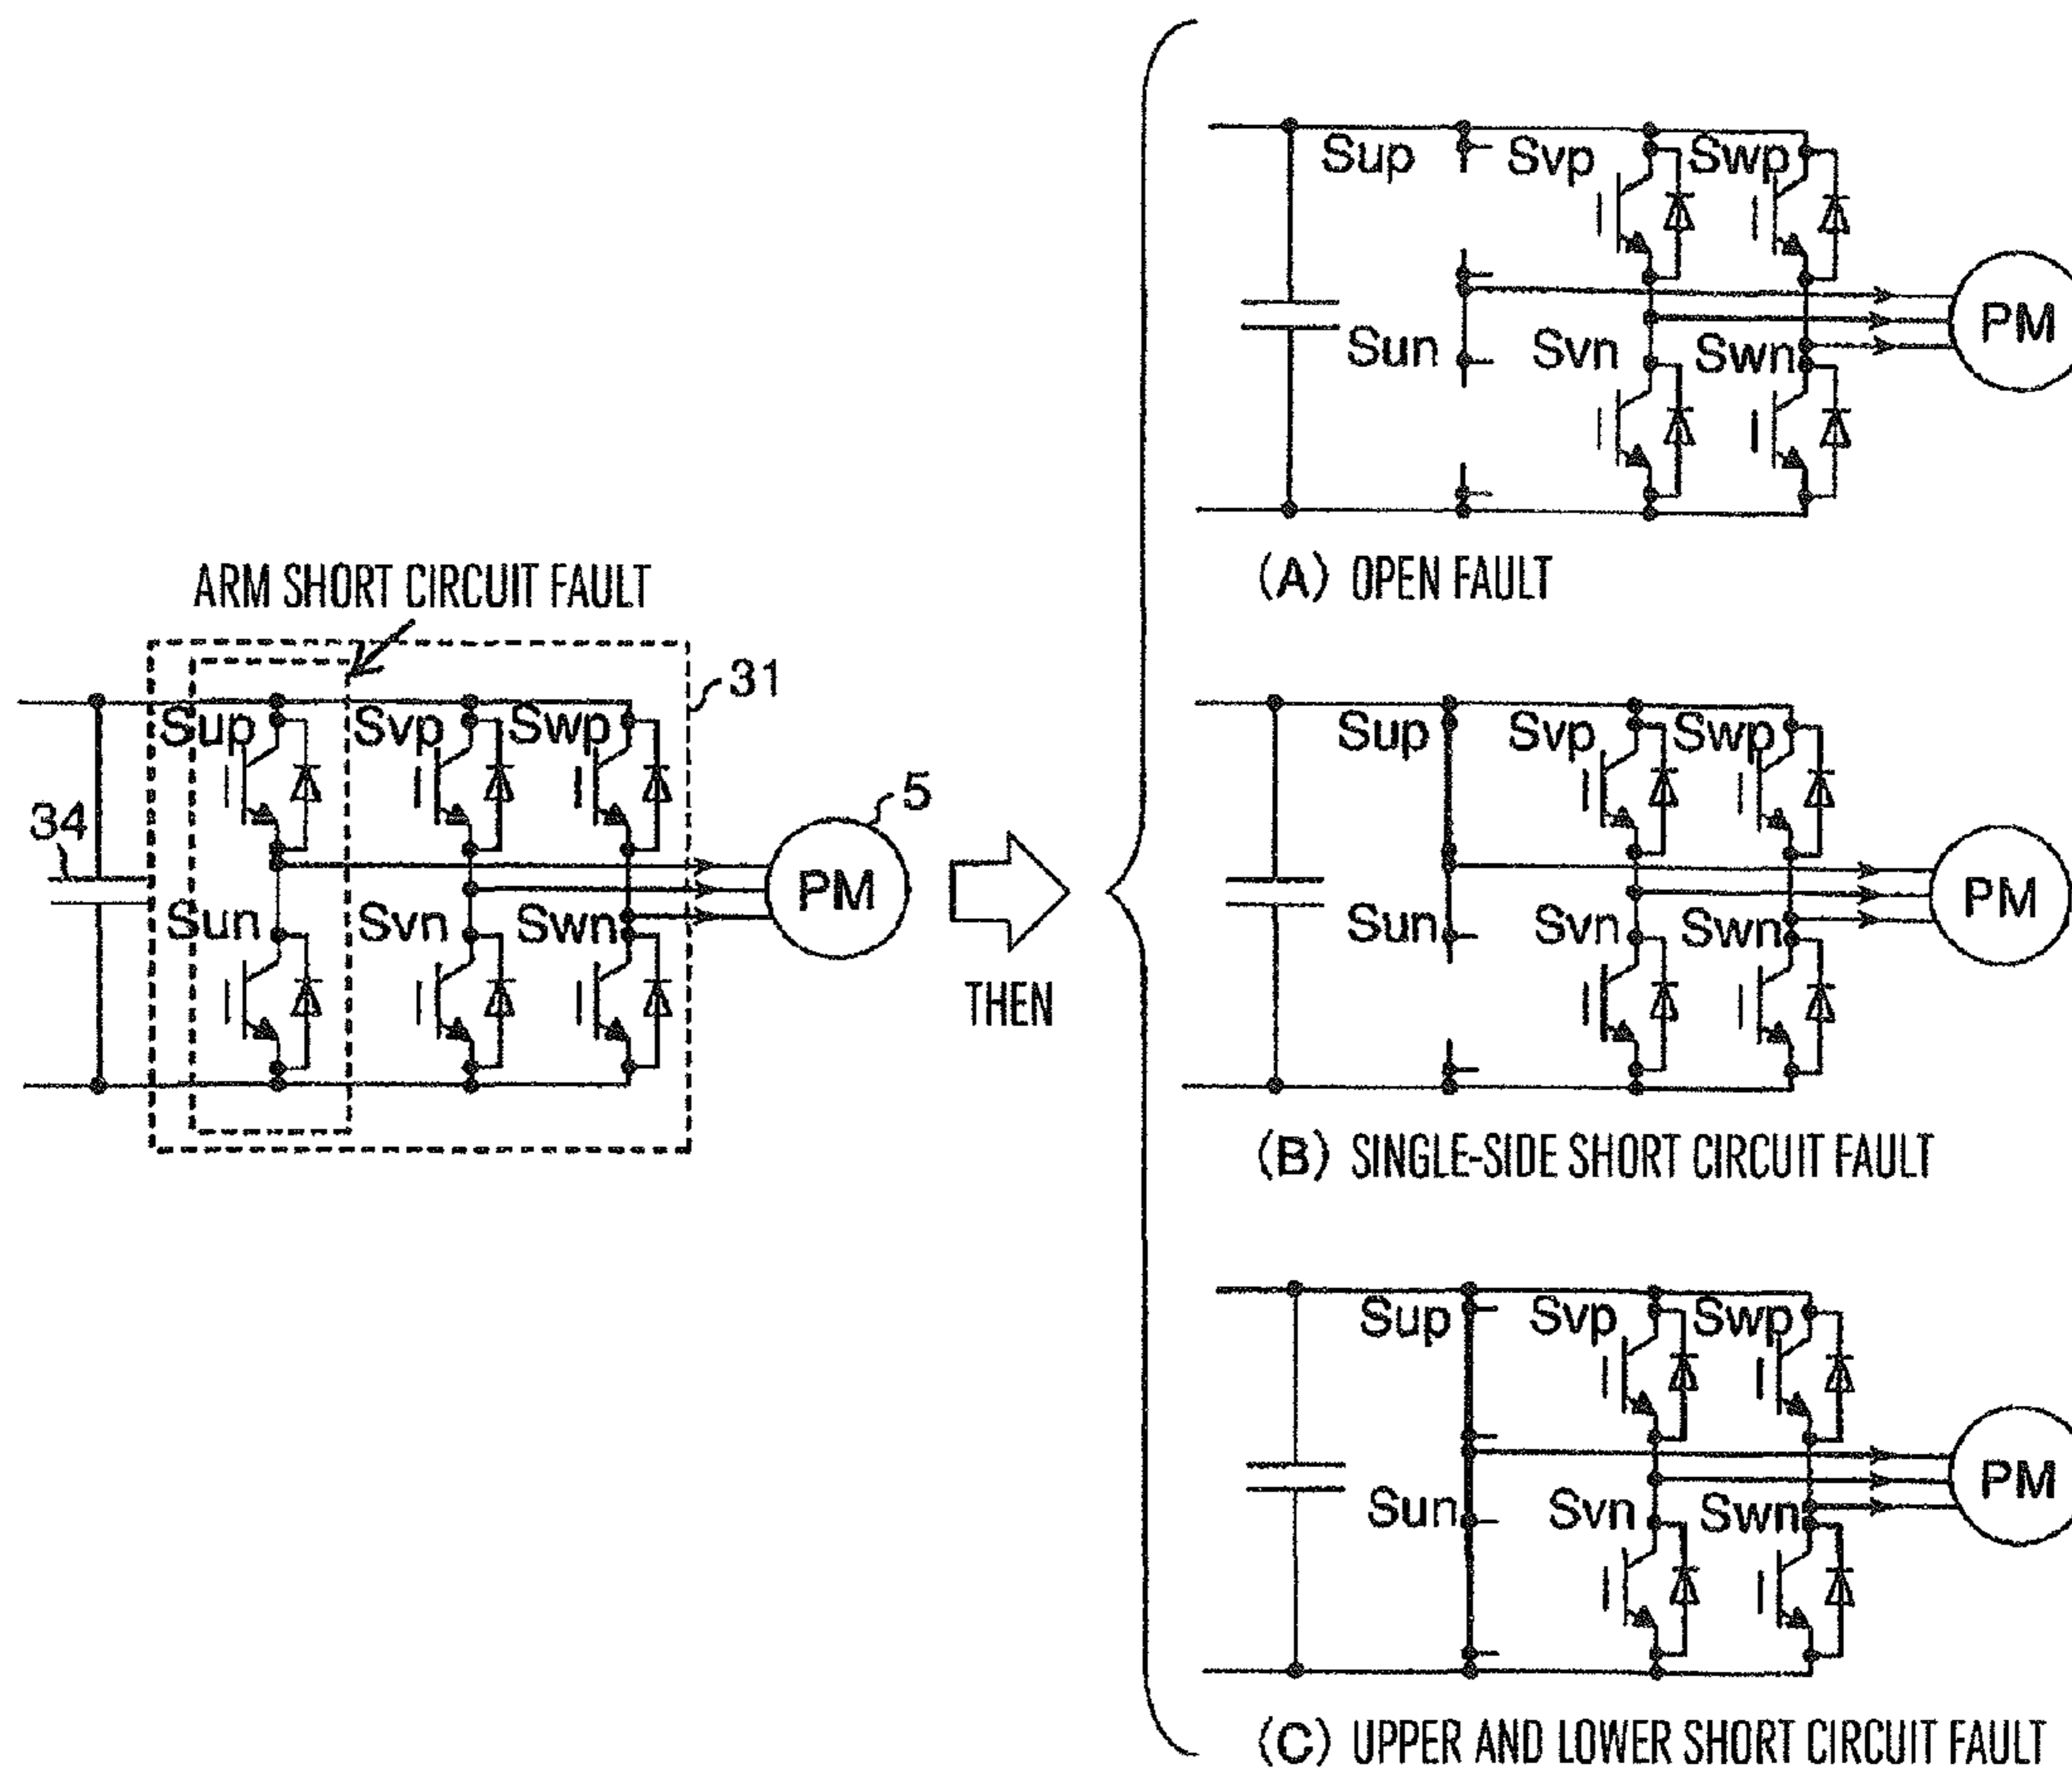 ARM SHORT CIRCUIT FAULT
31
Sup Svp Swp
34
5
PM
Sun Svn Swn
THEN
Sup Svp Swp
PM
Sun Svn Swn
(A) OPEN FAULT
Sup Svp Swp
PM
Sun Svn Swn
(B) SINGLE-SIDE SHORT CIRCUIT FAULT
Sup Svp Swp
PM
Sun Svn Swn
(C) UPPER AND LOWER SHORT CIRCUIT FAULT